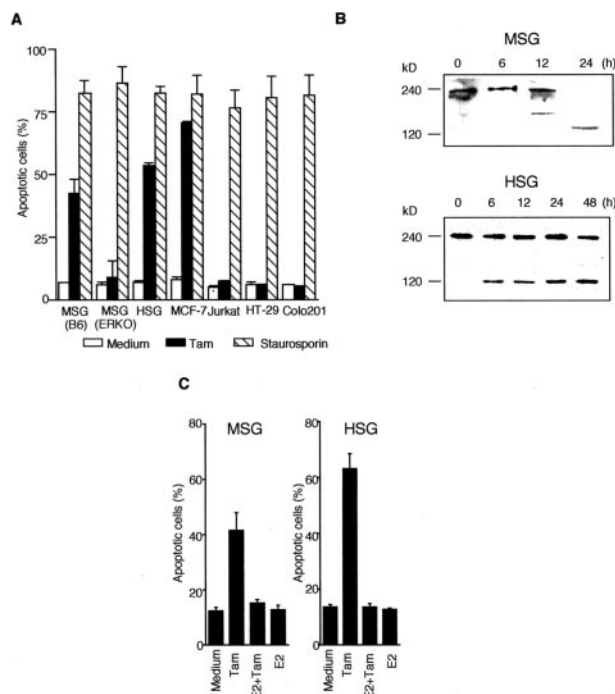 A
Apoptotic cells (%)
100
75
50
25
0
MSG (B6)
MSG (ERKO)
HSG
MCF-7
Jurkat
HT-29
Colo201
Medium
Tam
Staurosporin
B
MSG
kD 0 6 12 24 (h)
240
120
HSG
0 6 12 24 48 (h)
kD
240
120
C
MSG
Apoptotic cells (%)
80
60
40
20
0
Medium
Tam
E2+Tam
E2
HSG
Apoptotic cells (%)
80
60
40
20
0
Medium
Tam
E2+Tam
E2